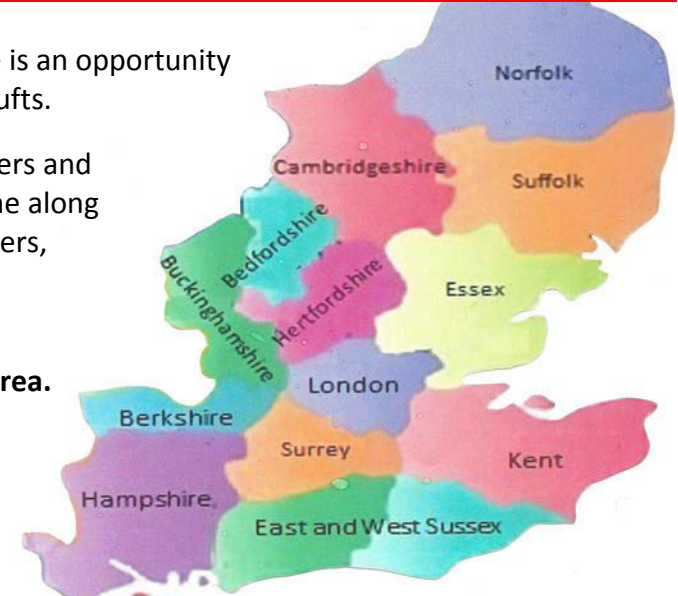 is an opportunity
ufts.
ers and
ne along
ers,
rea.
Norfolk
Cambridgeshire
Suffolk
Bedfordshire
Buckinghamshire
Hertfordshire
Essex
London
Berkshire
Surrey
Kent
Hampshire
East and West Sussex